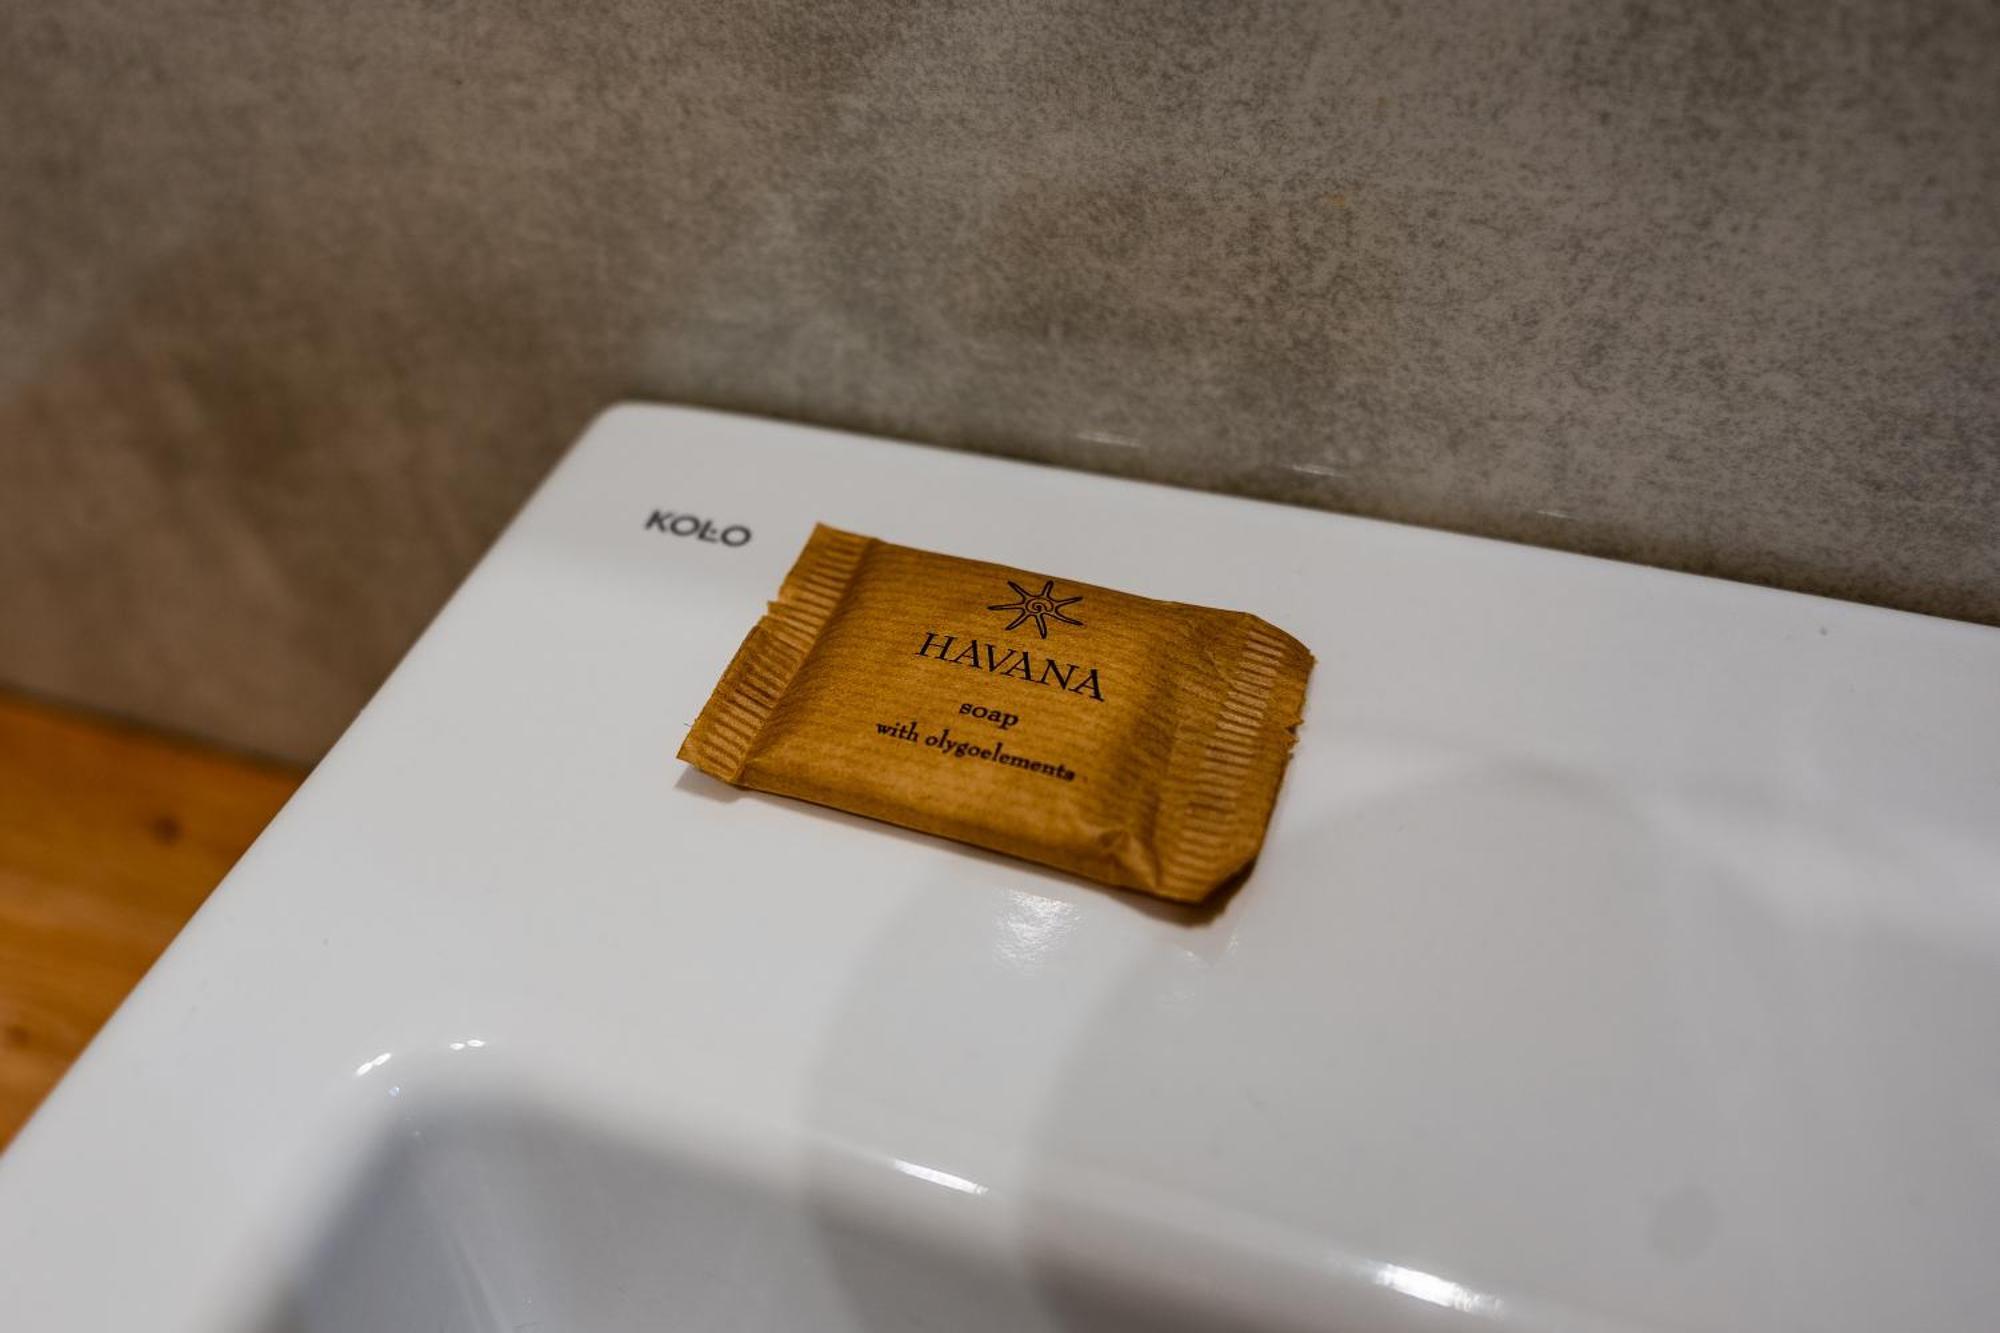 KOŁO
HAVANA
soap
with olygoelements